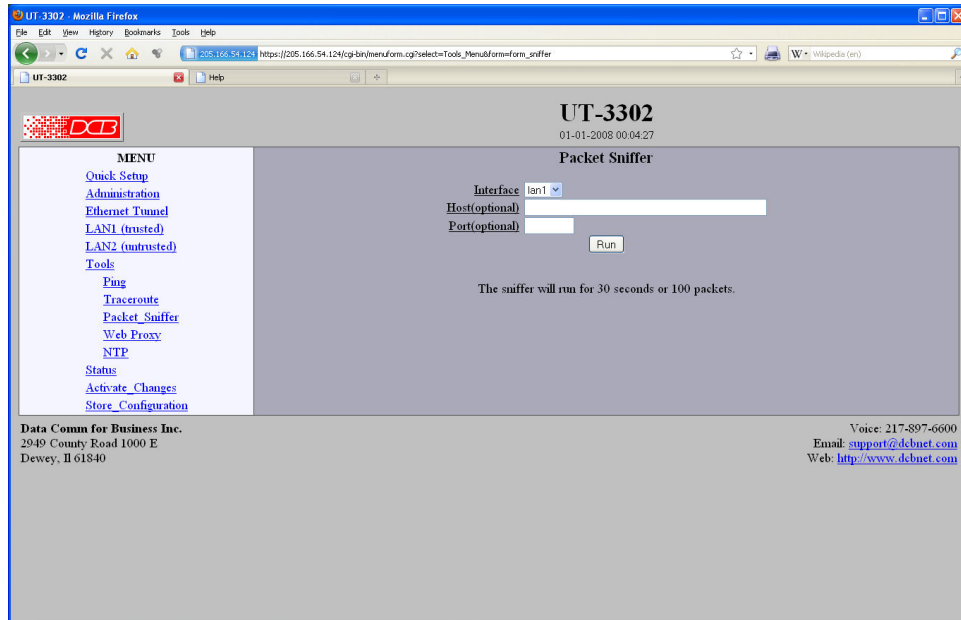 UT-3302 - Mozilla Firefox
File Edit View History Bookmarks Tools Help
205.166.54.124 https://205.166.54.124/cgi-bin/menuform.cgi?select=Tools_Menu&form=form_sniffer
W Wikipedia (en)
UT-3302 Help
DCB
UT-3302
01-01-2008 00:04:27
MENU
Quick Setup
Administration
Ethernet Tunnel
LAN1 (trusted)
LAN2 (untrusted)
Tools
Ping
Traceroute
Packet_Sniffer
Web Proxy
NTP
Status
Activate_Changes
Store_Configuration
Packet Sniffer
Interface lan1
Host(optional)
Port(optional)
Run
The sniffer will run for 30 seconds or 100 packets.
Data Comm for Business Inc.
2949 County Road 1000 E
Dewey, Il 61840
Voice: 217-897-6600
Email: support@dcbnet.com
Web: http://www.dcbnet.com